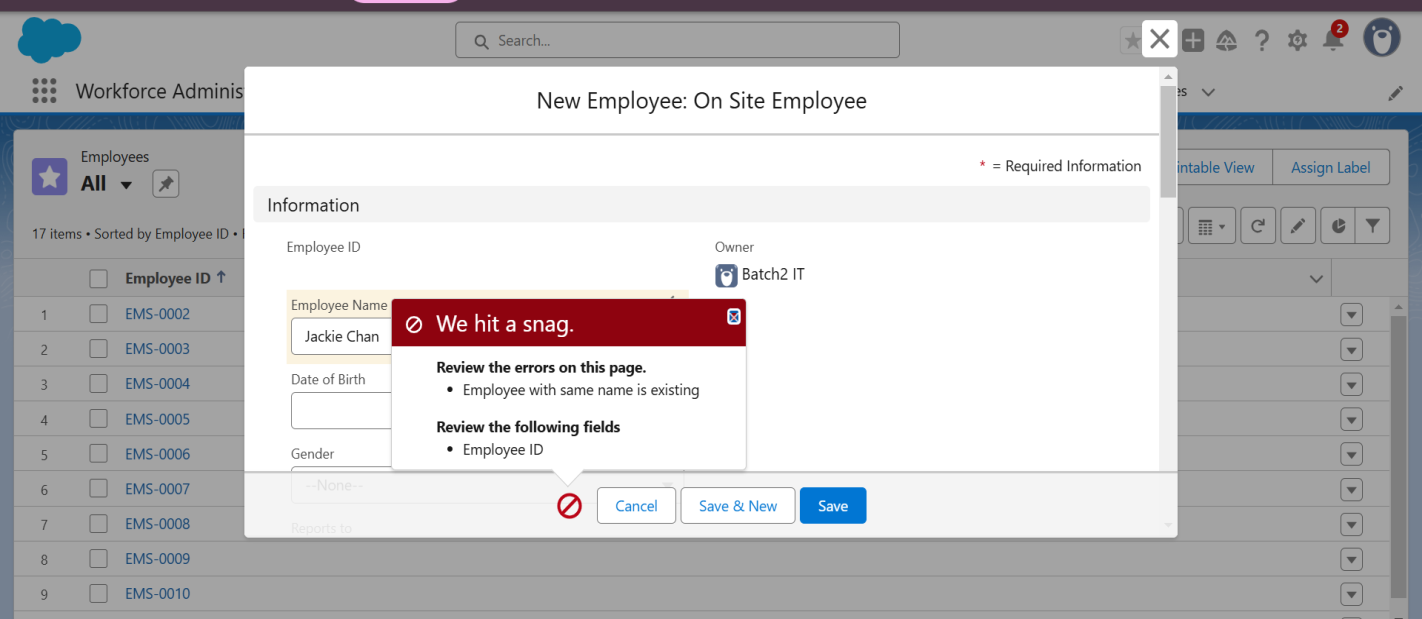 Search...
2
Workforce Adminis
es
New Employee: On Site Employee
* = Required Information
Employees
All
intable View
Assign Label
17 items • Sorted by Employee ID •
Information
Employee ID
Owner
Batch2 IT
Employee ID
Employee Name
Jackie Chan
We hit a snag.
Review the errors on this page.
• Employee with same name is existing
Review the following fields
• Employee ID
Date of Birth
Gender
--None--
Reports to
Cancel
Save & New
Save
1 EMS-0002
2 EMS-0003
3 EMS-0004
4 EMS-0005
5 EMS-0006
6 EMS-0007
7 EMS-0008
8 EMS-0009
9 EMS-0010